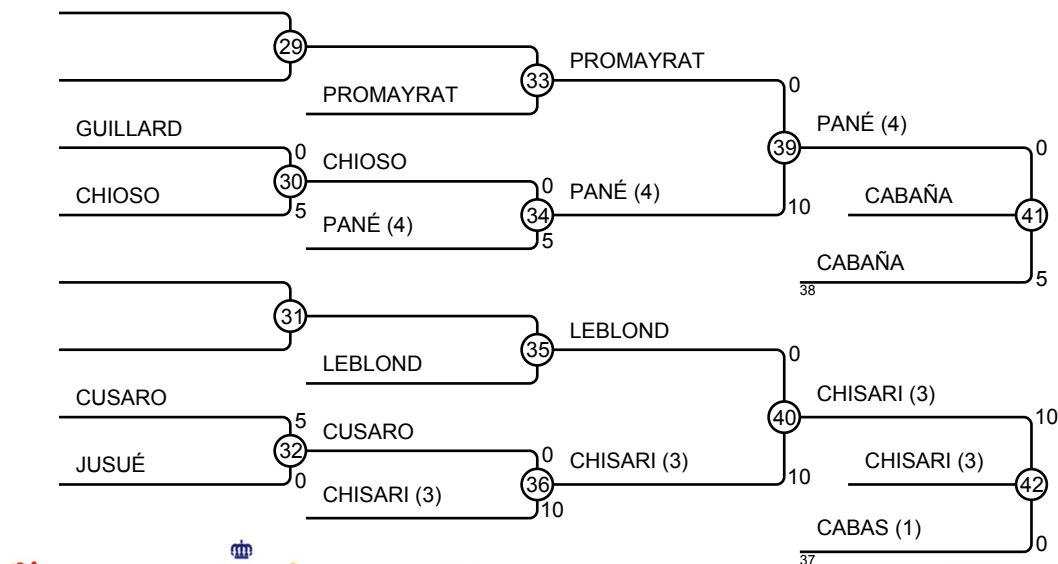 29
PROMAYRAT
33
0
PROMAYRAT
GUILLARD
39
PANÉ (4)
0
0
CHIOSO
30
0
CHIOSO
PANÉ (4)
10
CABAÑA
5
34
41
PANÉ (4)
5
CABAÑA
38
5
31
LEBLOND
35
0
LEBLOND
CUSARO
CHISARI (3)
5
40
10
CUSARO
32
JUSUÉ
0
CHISARI (3)
CHISARI (3)
0
36
10
42
CHISARI (3)
10
CABAS (1)
37
0